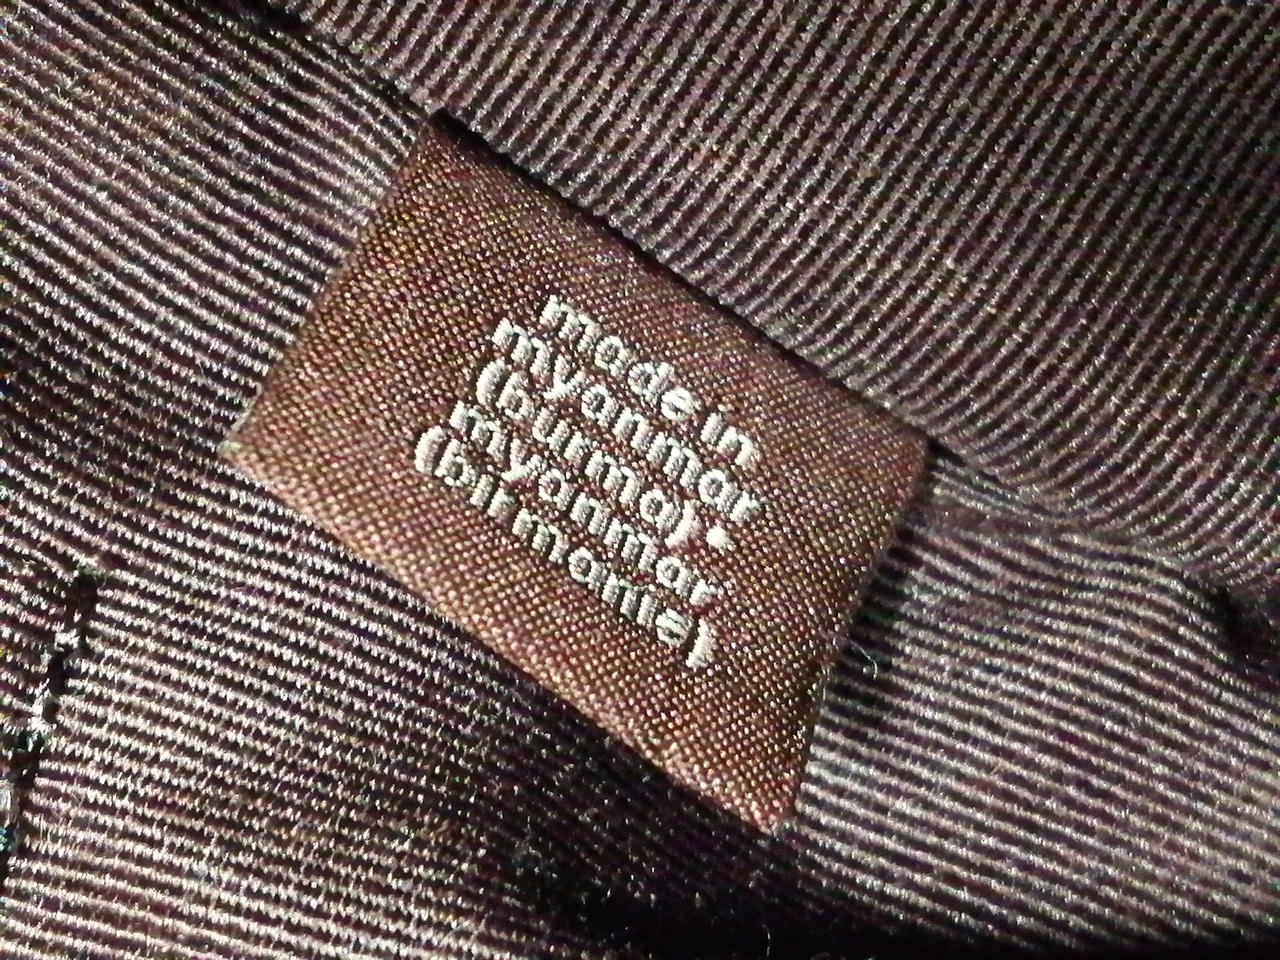 made in
myanmar
(burma) •
myanmar
(birmanie)